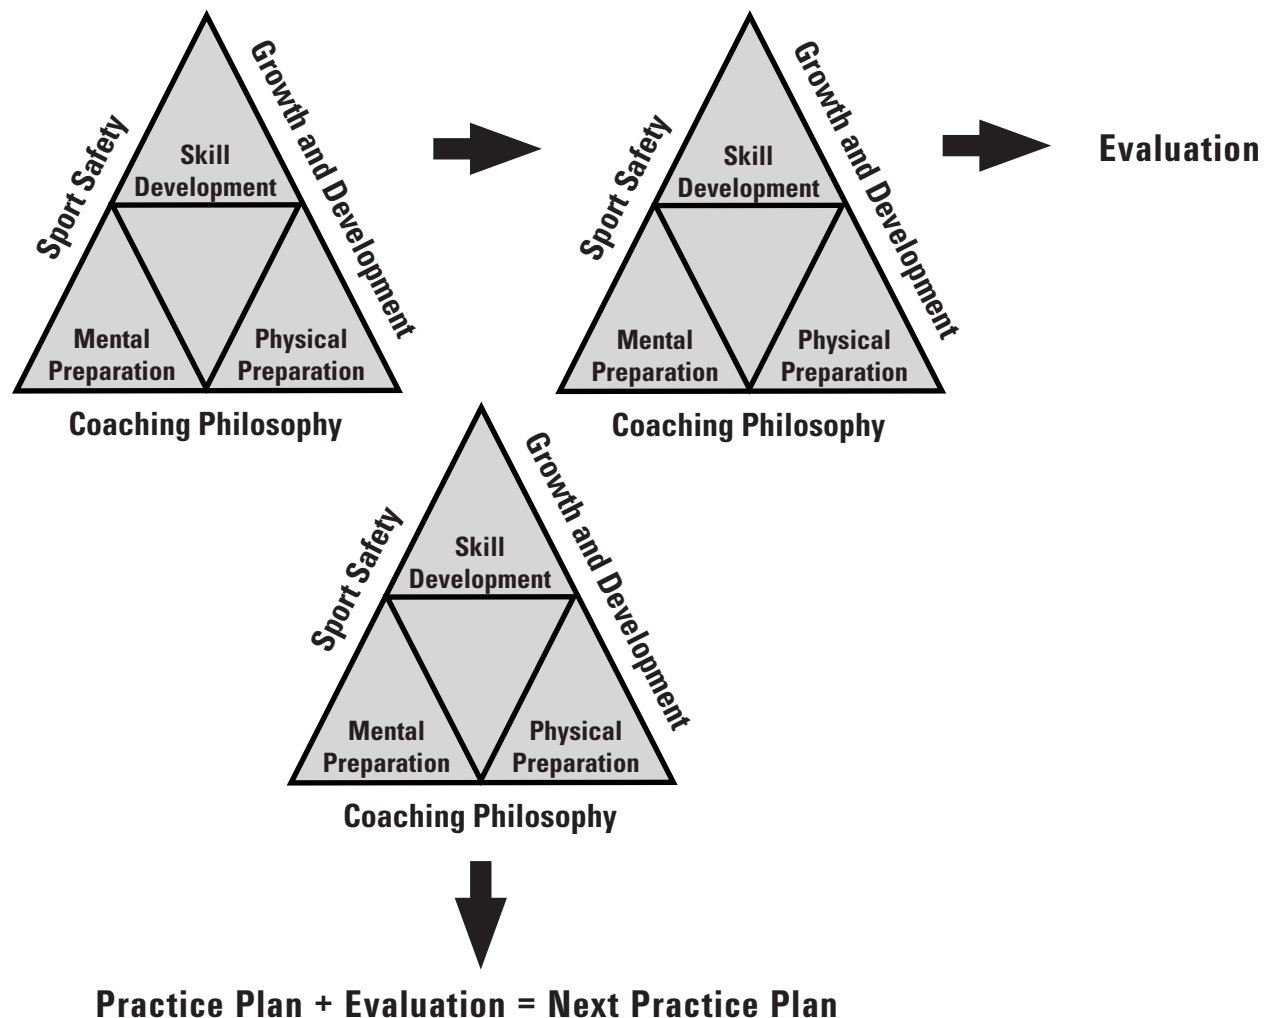 Sport Safety
Growth and Development
Skill
Development
Mental
Preparation
Physical
Preparation
Coaching Philosophy
Sport Safety
Growth and Development
Skill
Development
Mental
Preparation
Physical
Preparation
Coaching Philosophy
Evaluation
Sport Safety
Growth and Development
Skill
Development
Mental
Preparation
Physical
Preparation
Coaching Philosophy
Practice Plan + Evaluation = Next Practice Plan